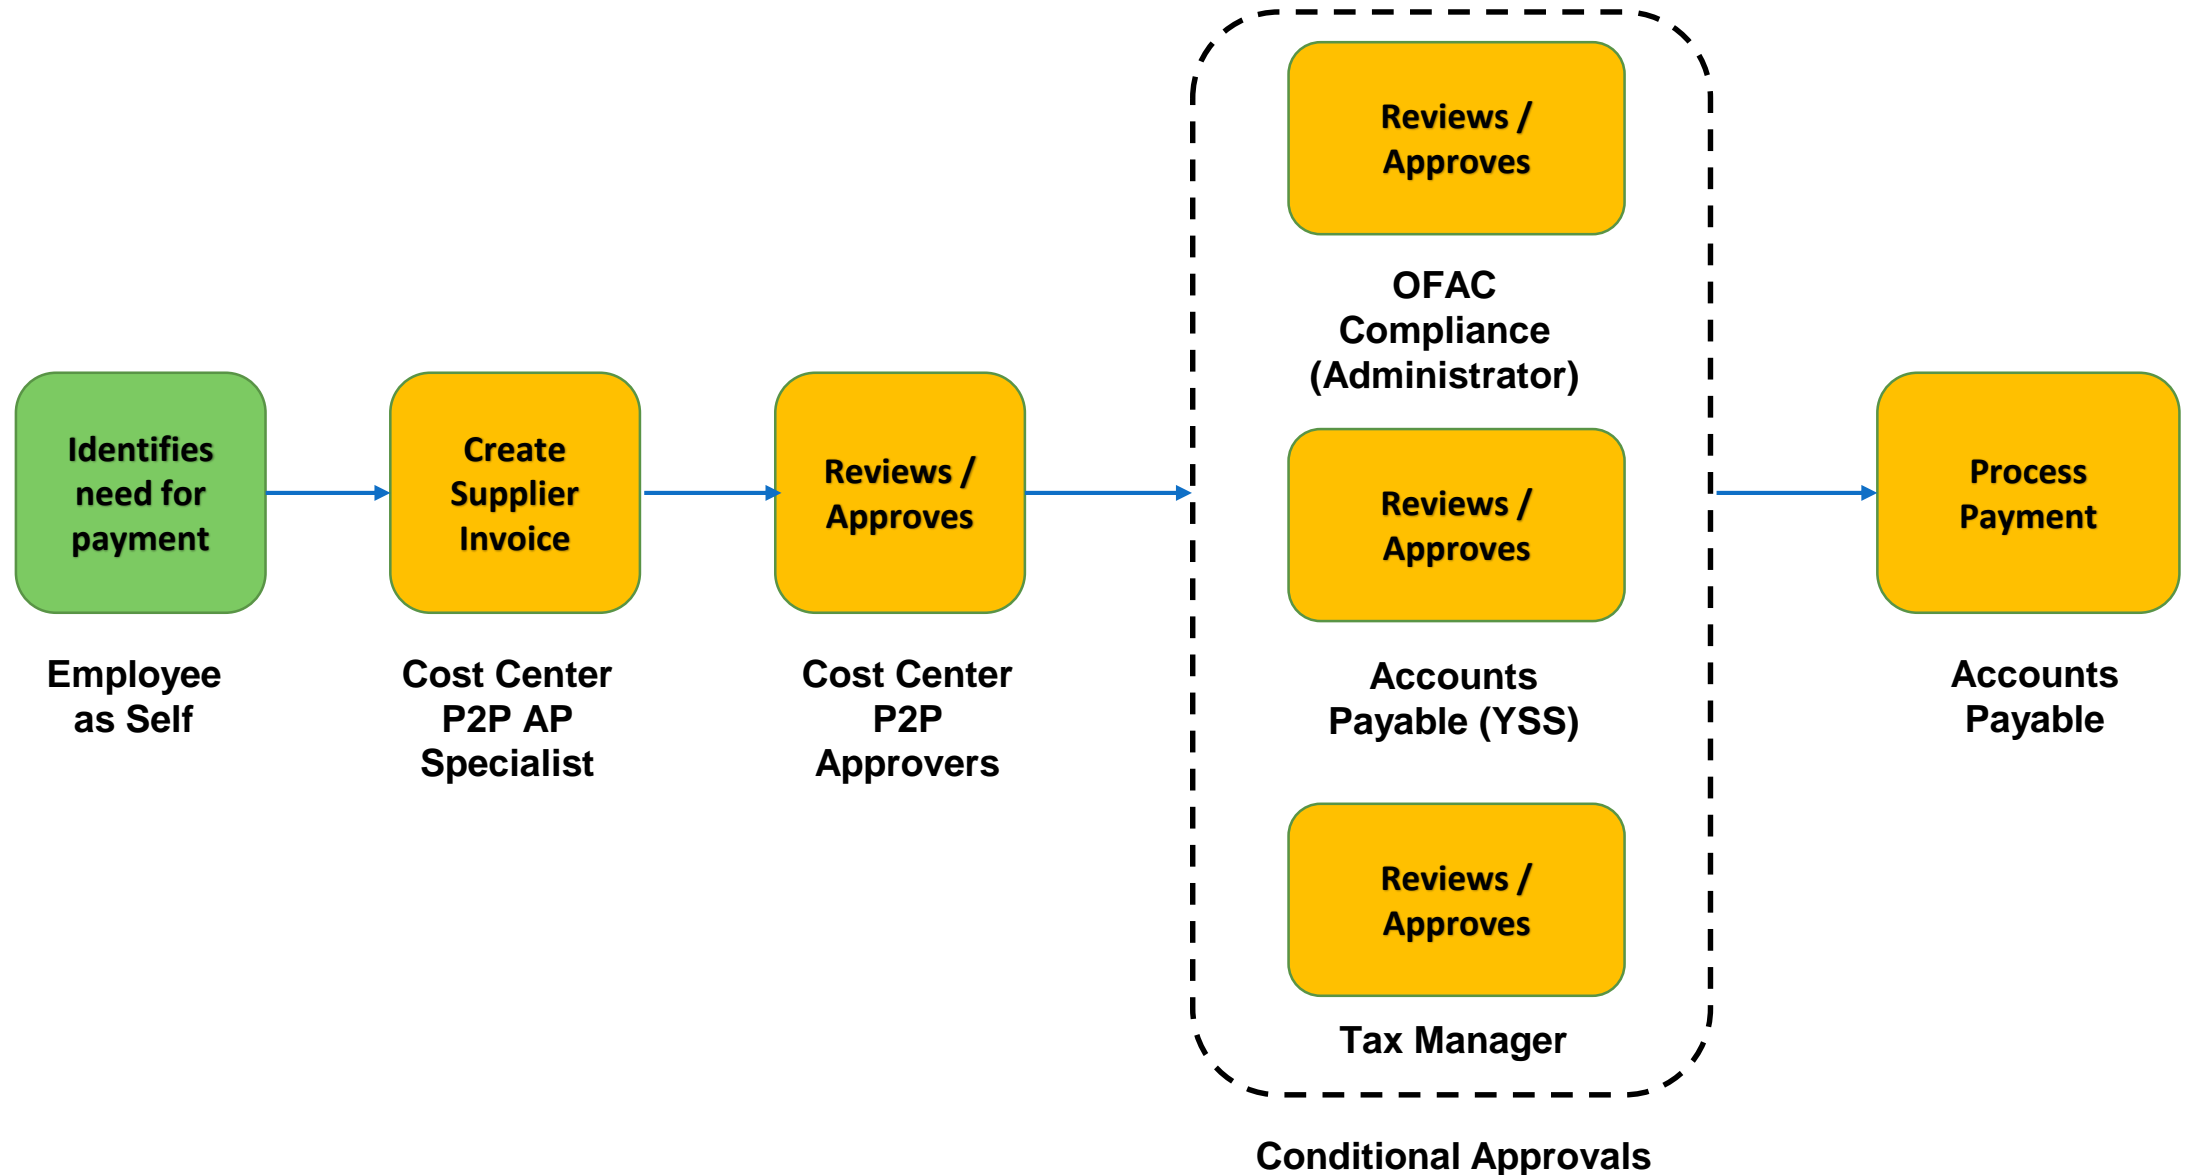 Identifies
need for
payment
Employee
as Self
Create
Supplier
Invoice
Cost Center
P2P AP
Specialist
Reviews /
Approves
Cost Center
P2P
Approvers
Reviews /
Approves
OFAC
Compliance
(Administrator)
Reviews /
Approves
Accounts
Payable (YSS)
Reviews /
Approves
Tax Manager
Conditional Approvals
Process
Payment
Accounts
Payable